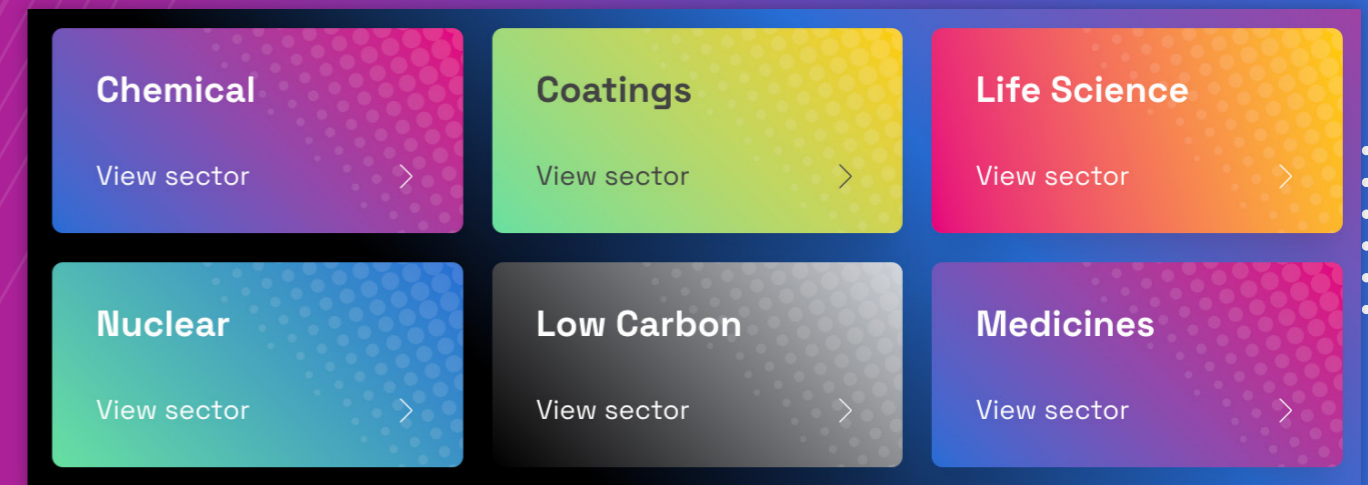 Chemical
View sector
Coatings
View sector
Life Science
View sector
Nuclear
View sector
Low Carbon
View sector
Medicines
View sector